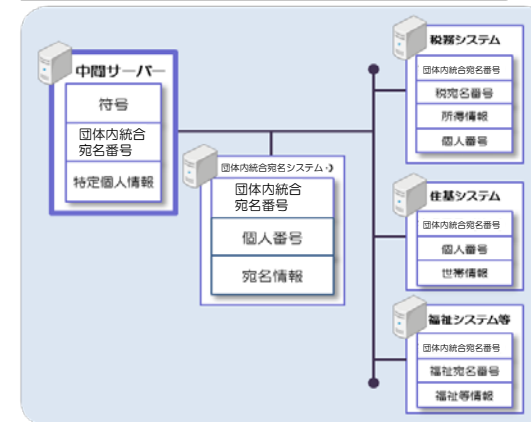 中間サーバー
符号
団体内統合
宛名番号
特定個人情報
団体内統合宛名システム
団体内統合
宛名番号
個人番号
宛名情報
税務システム
団体内統合宛名番号
税宛名番号
所得情報
個人番号
住基システム
団体内統合宛名番号
個人番号
世帯情報
福祉システム等
団体内統合宛名番号
福祉宛名番号
福祉等情報